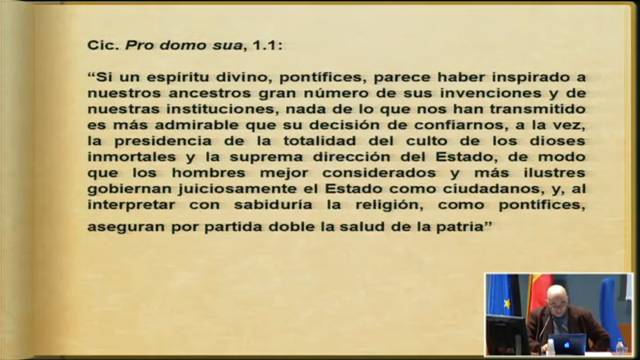 Cic. Pro domo sua, 1.1:
“Si un espíritu divino, pontífices, parece haber inspirado a
nuestros ancestros gran número de sus invenciones y de
nuestras instituciones, nada de lo que nos han transmitido
es más admirable que su decisión de confiarnos, a la vez,
la presidencia de la totalidad del culto de los dioses
inmortales y la suprema dirección del Estado, de modo
que los hombres mejor considerados y más ilustres
gobiernan juiciosamente el Estado como ciudadanos, y, al
interpretar con sabiduría la religión, como pontífices,
aseguran por partida doble la salud de la patria”